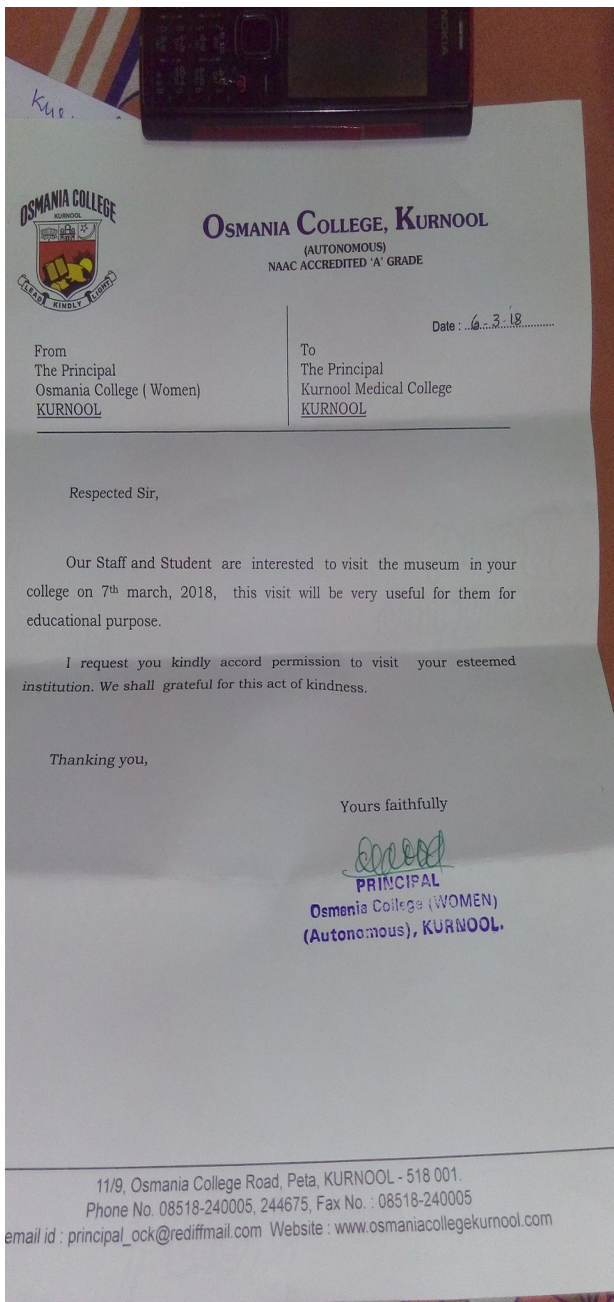 NOKIA
OSMANIA COLLEGE
KURNOOL
LEAD KINDLY LIGHT
OSMANIA COLLEGE, KURNOOL
(AUTONOMOUS)
NAAC ACCREDITED 'A' GRADE
Date : 6-3-18
From
The Principal
Osmania College ( Women)
KURNOOL
To
The Principal
Kurnool Medical College
KURNOOL
Respected Sir,
Our Staff and Student are interested to visit the museum in your
college on 7th march, 2018, this visit will be very useful for them for
educational purpose.
I request you kindly accord permission to visit your esteemed
institution. We shall grateful for this act of kindness.
Thanking you,
Yours faithfully
PRINCIPAL
Osmania College (WOMEN)
(Autonomous), KURNOOL.
11/9, Osmania College Road, Peta, KURNOOL - 518 001.
Phone No. 08518-240005, 244675, Fax No. : 08518-240005
email id : principal_ock@rediffmail.com Website : www.osmaniacollegekurnool.com